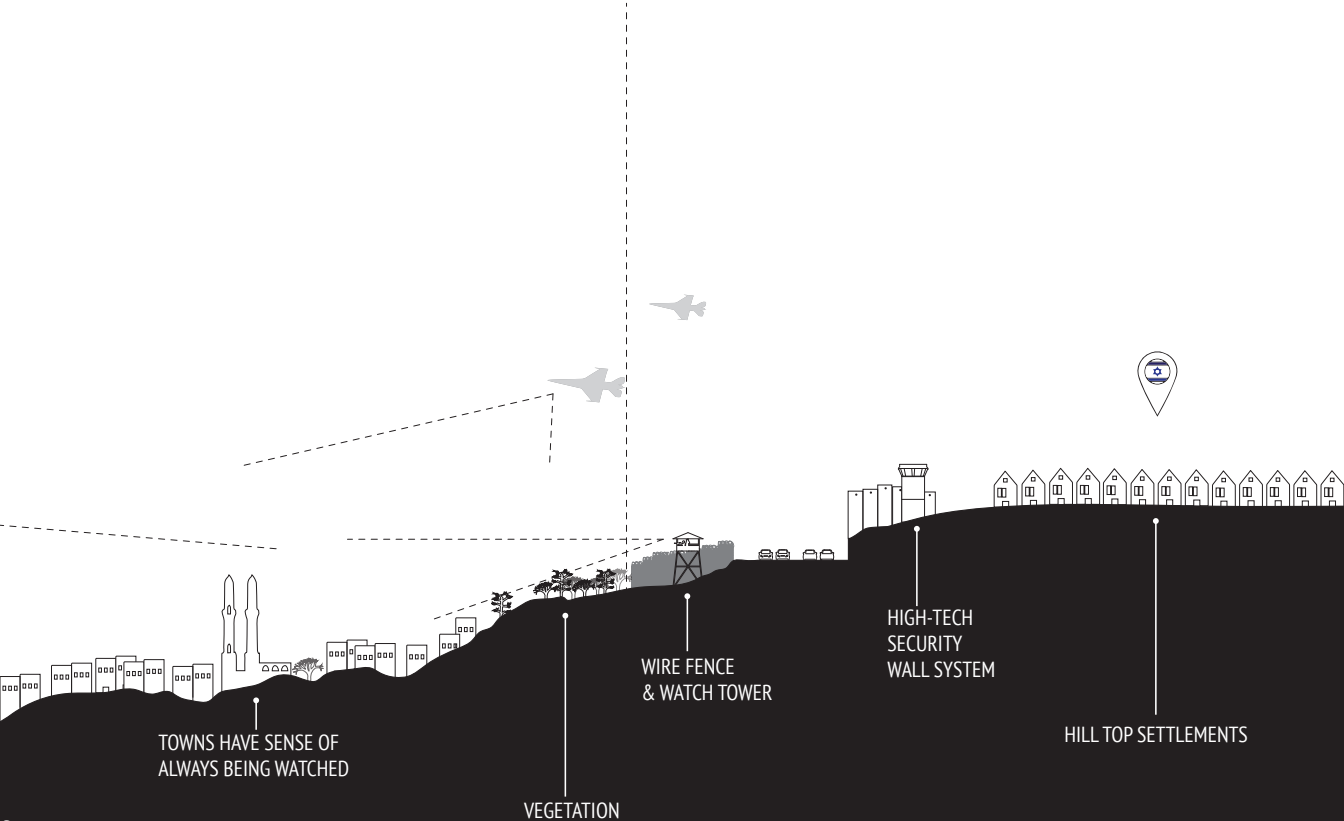 TOWNS HAVE SENSE OF
ALWAYS BEING WATCHED
VEGETATION
WIRE FENCE
& WATCH TOWER
HIGH-TECH
SECURITY
WALL SYSTEM
HILL TOP SETTLEMENTS